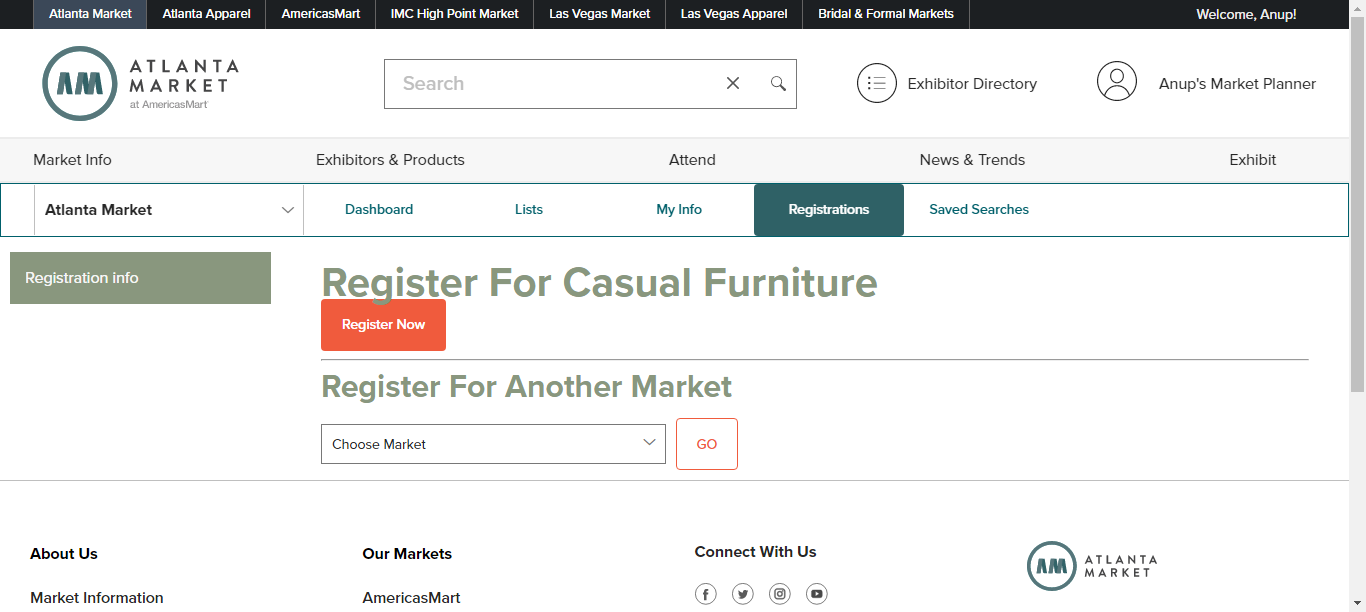 Atlanta Market
Atlanta Apparel
AmericasMart
IMC High Point Market
Las Vegas Market
Las Vegas Apparel
Bridal & Formal Markets
Welcome, Anup!
AM
ATLANTA
MARKET
at AmericasMart
Search
Exhibitor Directory
Anup's Market Planner
Market Info
Exhibitors & Products
Attend
News & Trends
Exhibit
Atlanta Market
Dashboard
Lists
My Info
Registrations
Saved Searches
Registration info
Register For Casual Furniture
Register Now
Register For Another Market
Choose Market
GO
About Us
Our Markets
Connect With Us
AM
ATLANTA
MARKET
Market Information
AmericasMart